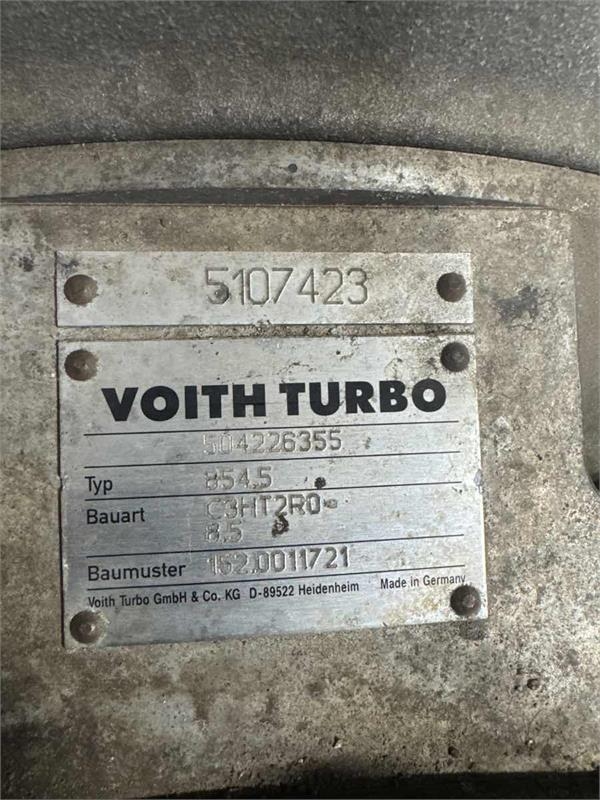 5107423
VOITH TURBO
504226355
Typ 854.5
Bauart C3HT2R0-
8.5
Baumuster 152.0011721
Voith Turbo GmbH & Co. KG D-89522 Heidenheim Made in Germany